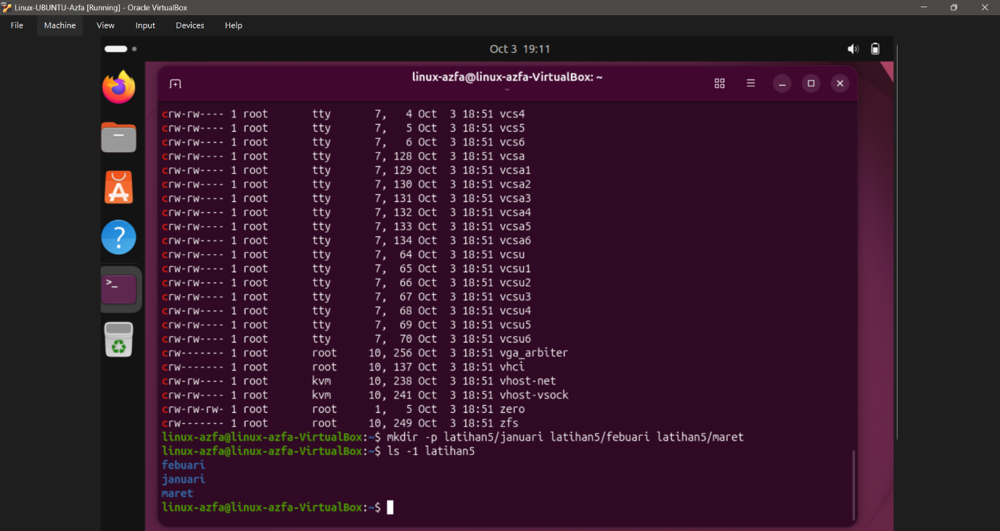 Linux-UBUNTU-Azfa [Running] - Oracle VirtualBox
File Machine View Input Devices Help
Oct 3 19:11
linux-azfa@linux-azfa-VirtualBox: ~
~
crw-rw---- 1 root tty 7, 4 Oct 3 18:51 vcs4
crw-rw---- 1 root tty 7, 5 Oct 3 18:51 vcs5
crw-rw---- 1 root tty 7, 6 Oct 3 18:51 vcs6
crw-rw---- 1 root tty 7, 128 Oct 3 18:51 vcsa
crw-rw---- 1 root tty 7, 129 Oct 3 18:51 vcsa1
crw-rw---- 1 root tty 7, 130 Oct 3 18:51 vcsa2
crw-rw---- 1 root tty 7, 131 Oct 3 18:51 vcsa3
crw-rw---- 1 root tty 7, 132 Oct 3 18:51 vcsa4
crw-rw---- 1 root tty 7, 133 Oct 3 18:51 vcsa5
crw-rw---- 1 root tty 7, 134 Oct 3 18:51 vcsa6
crw-rw---- 1 root tty 7, 64 Oct 3 18:51 vcsu
crw-rw---- 1 root tty 7, 65 Oct 3 18:51 vcsu1
crw-rw---- 1 root tty 7, 66 Oct 3 18:51 vcsu2
crw-rw---- 1 root tty 7, 67 Oct 3 18:51 vcsu3
crw-rw---- 1 root tty 7, 68 Oct 3 18:51 vcsu4
crw-rw---- 1 root tty 7, 69 Oct 3 18:51 vcsu5
crw-rw---- 1 root tty 7, 70 Oct 3 18:51 vcsu6
crw------- 1 root root 10, 256 Oct 3 18:51 vga_arbiter
crw------- 1 root root 10, 137 Oct 3 18:51 vhci
crw-rw---- 1 root kvm 10, 238 Oct 3 18:51 vhost-net
crw-rw---- 1 root kvm 10, 241 Oct 3 18:51 vhost-vsock
crw-rw-rw- 1 root root 1, 5 Oct 3 18:51 zero
crw------- 1 root root 10, 249 Oct 3 18:51 zfs
linux-azfa@linux-azfa-VirtualBox:~$ mkdir -p latihan5/januari latihan5/febuari latihan5/maret
linux-azfa@linux-azfa-VirtualBox:~$ ls -1 latihan5
febuari
januari
maret
linux-azfa@linux-azfa-VirtualBox:~$